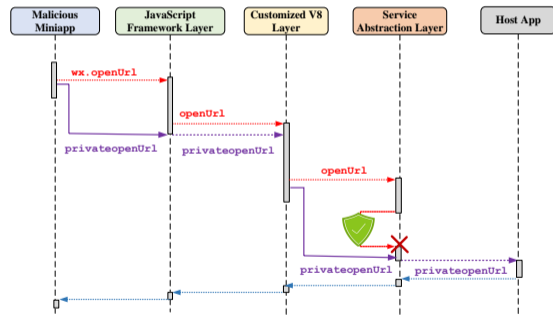 Malicious
Miniapp
JavaScript
Framework Layer
Customized V8
Layer
Service
Abstraction Layer
Host App
wx.openUrl
openUrl
privateopenUrl
privateopenUrl
openUrl
privateopenUrl
privateopenUrl